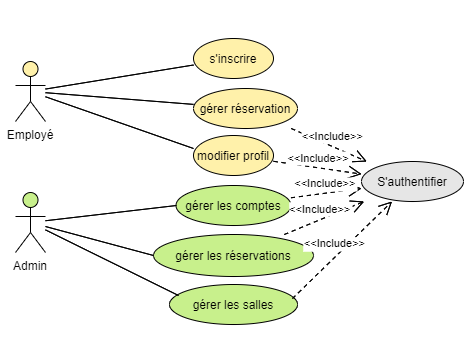 s'inscrire
Employé
gérer réservation
<<Include>>
modifier profil
<<Include>>
S'authentifier
<<Include>>
gérer les comptes
<<Include>>
Admin
gérer les réservations
<<Include>>
gérer les salles